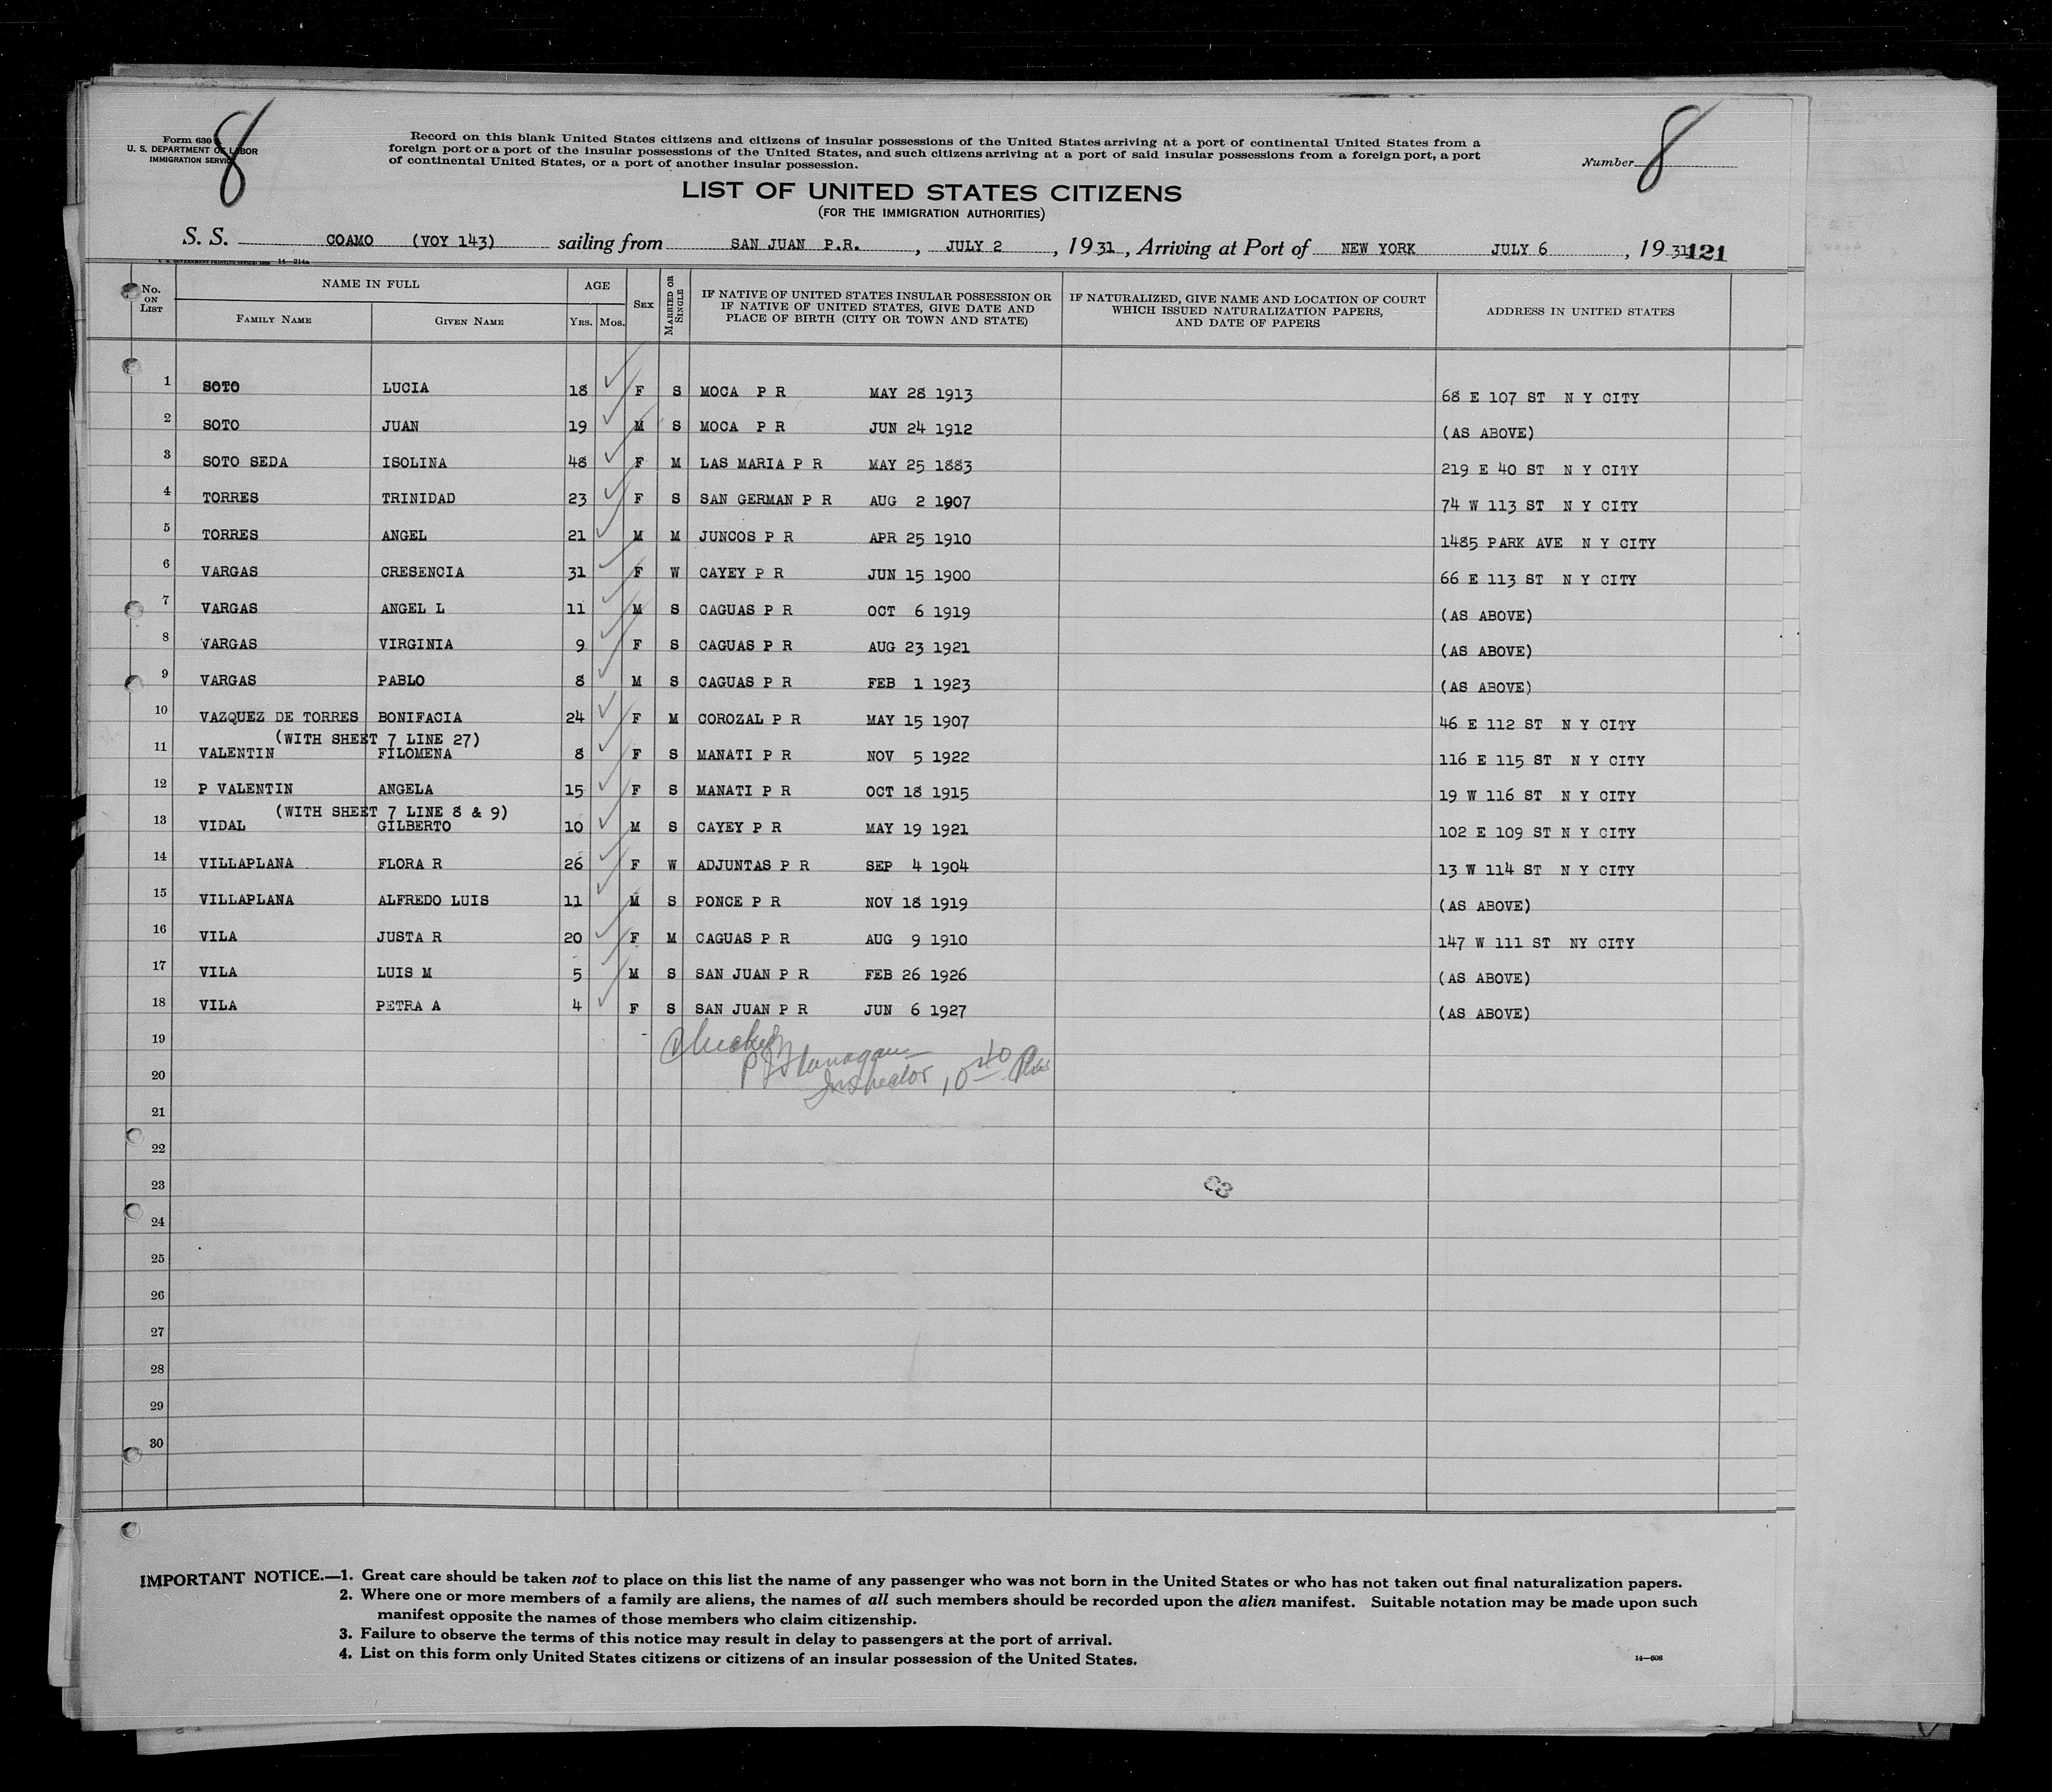 8
Form 630
U. S. DEPARTMENT OF LABOR
IMMIGRATION SERVICE
Record on this blank United States citizens and citizens of insular possessions of the United States arriving at a port of continental United States from a
foreign port or a port of the insular possessions of the United States, and such citizens arriving at a port of said insular possessions from a foreign port, a port
of continental United States, or a port of another insular possession.
Number 8
LIST OF UNITED STATES CITIZENS
(FOR THE IMMIGRATION AUTHORITIES)
S. S. COAMO (VOY 143) sailing from SAN JUAN P.R. , JULY 2 , 1931 , Arriving at Port of NEW YORK JULY 6 , 1931 121
No. ON LIST NAME IN FULL AGE SEX MARRIED OR SINGLE IF NATIVE OF UNITED STATES INSULAR POSSESSION OR IF NATIVE OF UNITED STATES, GIVE DATE AND PLACE OF BIRTH (CITY OR TOWN AND STATE) IF NATURALIZED, GIVE NAME AND LOCATION OF COURT WHICH ISSUED NATURALIZATION PAPERS, AND DATE OF PAPERS ADDRESS IN UNITED STATES
FAMILY NAME GIVEN NAME YRS. MOS.
1 SOTO LUCIA 18 F S MOCA P R MAY 28 1913 68 E 107 ST N Y CITY
2 SOTO JUAN 19 M S MOCA P R JUN 24 1912 (AS ABOVE)
3 SOTO SEDA ISOLINA 48 F M LAS MARIA P R MAY 25 1883 219 E 40 ST N Y CITY
4 TORRES TRINIDAD 23 F S SAN GERMAN P R AUG 2 1907 74 W 113 ST N Y CITY
5 TORRES ANGEL 21 M M JUNCOS P R APR 25 1910 1485 PARK AVE N Y CITY
6 VARGAS CRESENCIA 31 F W CAYEY P R JUN 15 1900 66 E 113 ST N Y CITY
7 VARGAS ANGEL L 11 M S CAGUAS P R OCT 6 1919 (AS ABOVE)
8 VARGAS VIRGINIA 9 F S CAGUAS P R AUG 23 1921 (AS ABOVE)
9 VARGAS PABLO 8 M S CAGUAS P R FEB 1 1923 (AS ABOVE)
10 VAZQUEZ DE TORRES BONIFACIA 24 F M COROZAL P R MAY 15 1907 46 E 112 ST N Y CITY
(WITH SHEET 7 LINE 27)
11 VALENTIN FILOMENA 8 F S MANATI P R NOV 5 1922 116 E 115 ST N Y CITY
12 P VALENTIN ANGELA 15 F S MANATI P R OCT 18 1915 19 W 116 ST N Y CITY
(WITH SHEET 7 LINE 8 & 9)
13 VIDAL GILBERTO 10 M S CAYEY P R MAY 19 1921 102 E 109 ST N Y CITY
14 VILLAPLANA FLORA R 26 F W ADJUNTAS P R SEP 4 1904 13 W 114 ST N Y CITY
15 VILLAPLANA ALFREDO LUIS 11 M S PONCE P R NOV 18 1919 (AS ABOVE)
16 VILA JUSTA R 20 F M CAGUAS P R AUG 9 1910 147 W 111 ST NY CITY
17 VILA LUIS M 5 M S SAN JUAN P R FEB 26 1926 (AS ABOVE)
18 VILA PETRA A 4 F S SAN JUAN P R JUN 6 1927 (AS ABOVE)
19
Checked
P J Flanagan
20
Inspector 10 40
21
22
23
24
25
26
27
28
29
30
IMPORTANT NOTICE.—1. Great care should be taken not to place on this list the name of any passenger who was not born in the United States or who has not taken out final naturalization papers.
2. Where one or more members of a family are aliens, the names of all such members should be recorded upon the alien manifest. Suitable notation may be made upon such
manifest opposite the names of those members who claim citizenship.
3. Failure to observe the terms of this notice may result in delay to passengers at the port of arrival.
4. List on this form only United States citizens or citizens of an insular possession of the United States.
14—608